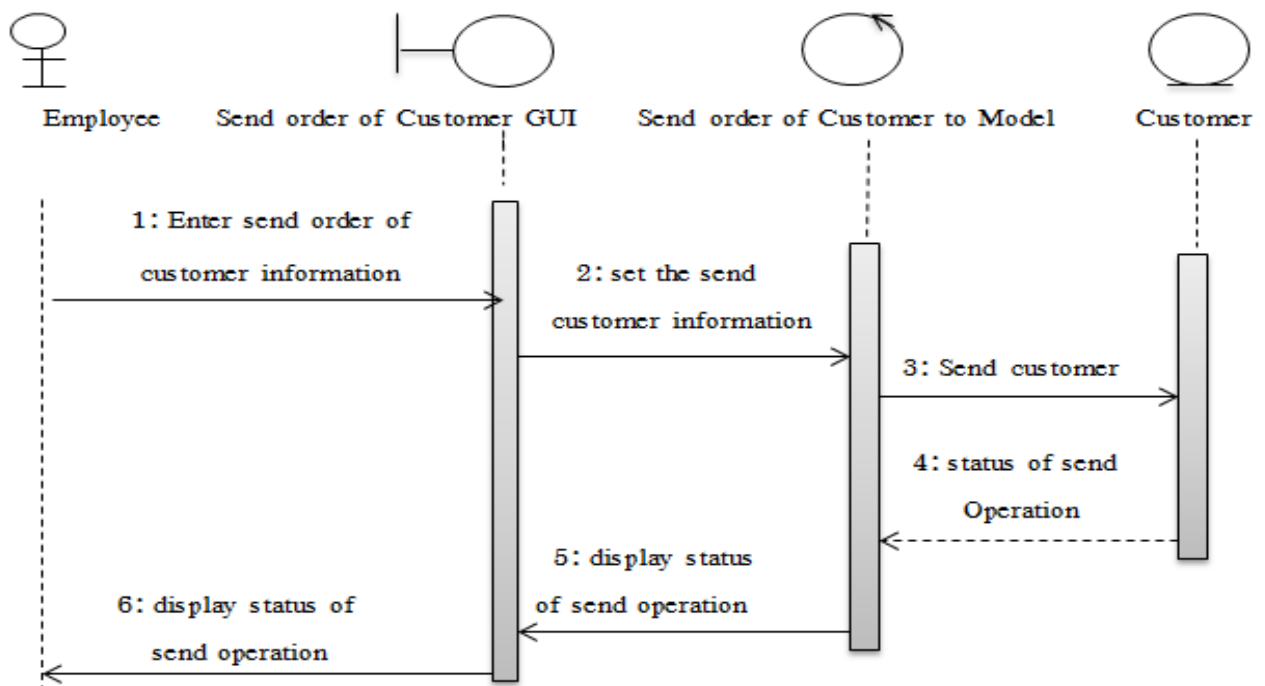 Employee
Send order of Customer GUI
Send order of Customer to Model
Customer
1: Enter send order of
customer information
2: set the send
customer information
3: Send customer
4: status of send
Operation
5: display status
of send operation
6: display status of
send operation